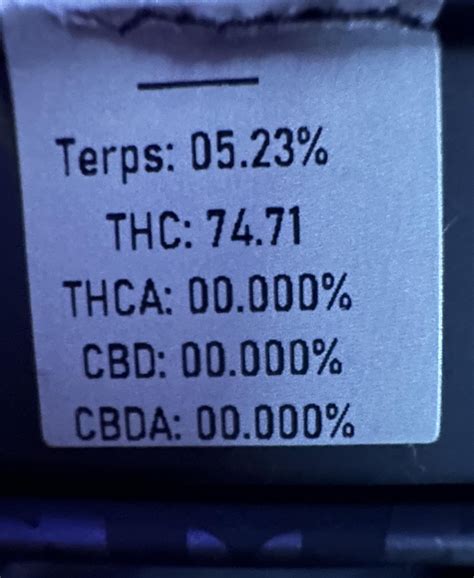 Terps: 05.23%
THC: 74.71
THCA: 00.000%
CBD: 00.000%
CBDA: 00.000%